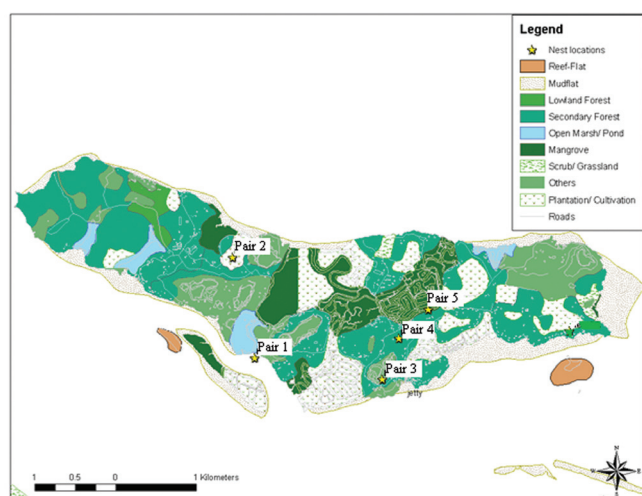 Legend
Nest locations
Reef-Flat
Mudflat
Lowland Forest
Secondary Forest
Open Marsh/ Pond
Mangrove
Scrub/ Grassland
Others
Plantation/ Cultivation
Roads
Pair 2
Pair 5
Pair 4
Pair 1
Pair 3
jetty
1 0.5 0 1 Kilometers
N
W E
S